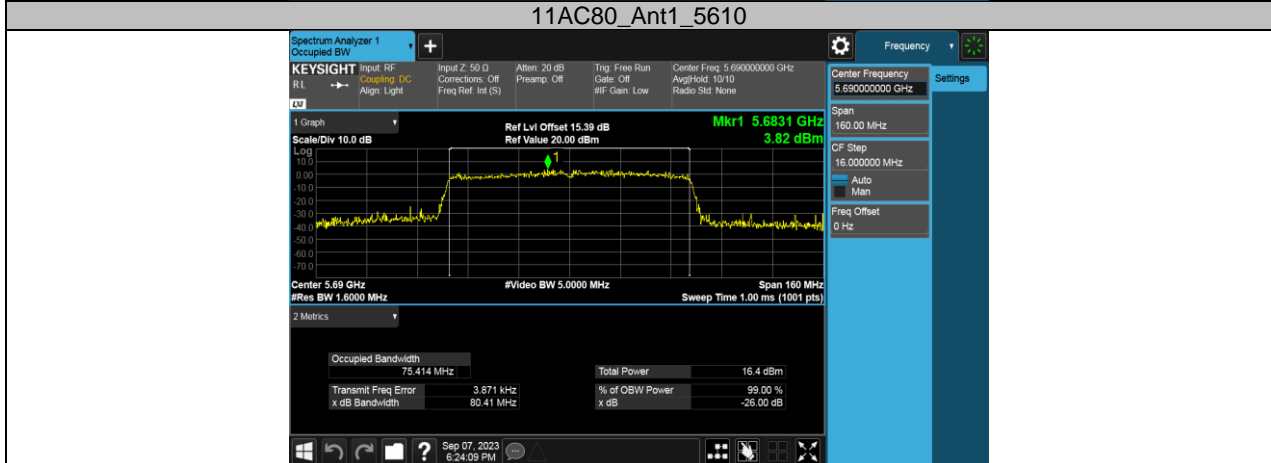 11AC80_Ant1_5610
Spectrum Analyzer 1
Occupied BW
+
Frequency
KEYSIGHT
RL
LXI
Input: RF
Coupling: DC
Align: Light
Input Z: 50 Ω
Corrections: Off
Freq Ref: Int (S)
Atten: 20 dB
Preamp: Off
Trig: Free Run
Gate: Off
#IF Gain: Low
Center Freq: 5.690000000 GHz
Avg|Hold: 10/10
Radio Std: None
Center Frequency
5.690000000 GHz
Settings
Span
160.00 MHz
CF Step
16.000000 MHz
Auto
Man
Freq Offset
0 Hz
1 Graph
Scale/Div 10.0 dB
Ref Lvl Offset 15.39 dB
Ref Value 20.00 dBm
Mkr1 5.6831 GHz
3.82 dBm
Log
10.0
0.00
-10.0
-20.0
-30.0
-40.0
-50.0
-60.0
-70.0
1
Center 5.69 GHz
#Video BW 5.0000 MHz
Span 160 MHz
#Res BW 1.6000 MHz
Sweep Time 1.00 ms (1001 pts)
2 Metrics
Occupied Bandwidth
75.414 MHz
Total Power 16.4 dBm
Transmit Freq Error 3.871 kHz
% of OBW Power 99.00 %
x dB Bandwidth 80.41 MHz
x dB -26.00 dB
?
Sep 07, 2023
6:24:09 PM